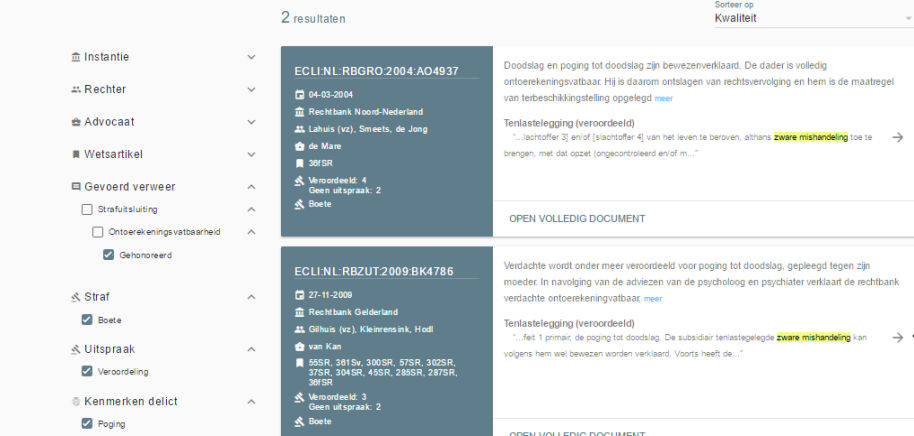 2 resultaten
Sorteer op
Kwaliteit
Instantie
Rechter
Advocaat
Wetsartikel
Gevoerd verweer
Strafuitsluiting
Ontoerekeningsvatbaarheid
Gehonoreerd
Straf
Boete
Uitspraak
Veroordeling
Kenmerken delict
Poging
ECLI:NL:RBGRO:2004:AO4937
04-03-2004
Rechtbank Noord-Nederland
Lahuis (vz), Smeets, de Jong
de Mare
36fSR
Veroordeeld: 4
Geen uitspraak: 2
Boete
Doodslag en poging tot doodslag zijn bewezenverklaard. De dader is volledig
ontoerekeningsvatbaar. Hij is daarom ontslagen van rechtsvervolging en hem is de maatregel
van terbeschikkingstelling opgelegd meer
Tenlastelegging (veroordeeld)
"...lachtoffer 3] en/of [slachtoffer 4] van het leven te beroven, althans zware mishandeling toe te
brengen, met dat opzet (ongecontroleerd en/of m..."
OPEN VOLLEDIG DOCUMENT
ECLI:NL:RBZUT:2009:BK4786
27-11-2009
Rechtbank Gelderland
Gilhuis (vz), Kleinrensink, Hodl
van Kan
55SR, 361Sv, 300SR, 57SR, 302SR,
37SR, 304SR, 45SR, 285SR, 287SR,
36fSR
Veroordeeld: 3
Geen uitspraak: 2
Boete
Verdachte wordt onder meer veroordeeld voor poging tot doodslag, gepleegd tegen zijn
moeder. In navolging van de adviezen van de psycholoog en psychiater verklaart de rechtbank
verdachte ontoerekeningvatbaar, meer
Tenlastelegging (veroordeeld)
"...feit 1 primair, de poging tot doodslag. De subsidiair tenlastegelegde zware mishandeling kan
volgens hem wel bewezen worden verklaard. Voorts heeft de..."
OPEN VOLLEDIG DOCUMENT